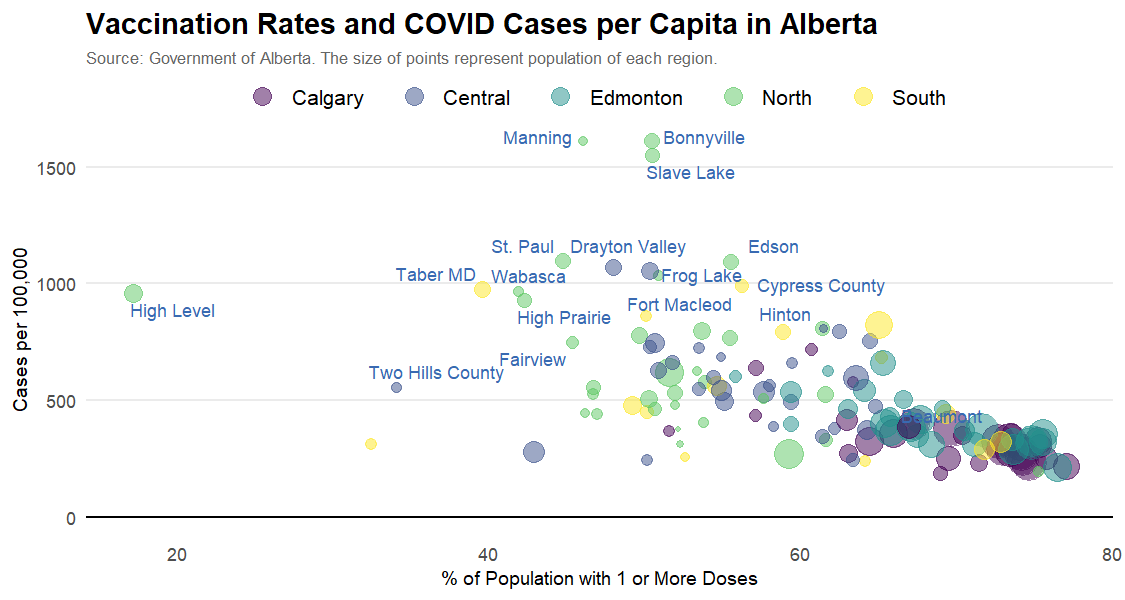 Vaccination Rates and COVID Cases per Capita in Alberta
Source: Government of Alberta. The size of points represent population of each region.
Calgary Central Edmonton North South
Manning
Bonnyville
Slave Lake
St. Paul
Drayton Valley
Edson
Taber MD
Wabasca
Frog Lake
Cypress County
High Level
High Prairie
Fort Macleod
Hinton
Fairview
Two Hills County
Beaumont
Cases per 100,000
1500
1000
500
0
20 40 60 80
% of Population with 1 or More Doses